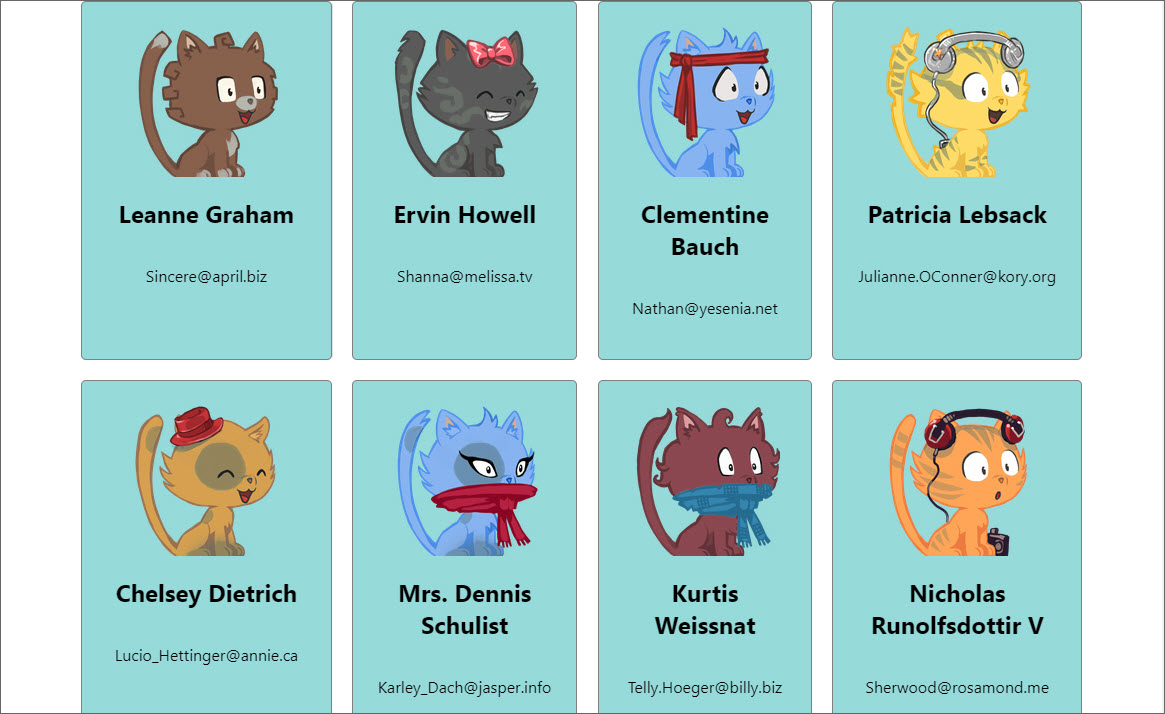 Leanne Graham
Sincere@april.biz
Ervin Howell
Shanna@melissa.tv
Clementine
Bauch
Nathan@yesenia.net
Patricia Lebsack
Julianne.OConner@kory.org
Chelsey Dietrich
Lucio_Hettinger@annie.ca
Mrs. Dennis
Schulist
Karley_Dach@jasper.info
Kurtis
Weissnat
Telly.Hoeger@billy.biz
Nicholas
Runolfsdottir V
Sherwood@rosamond.me